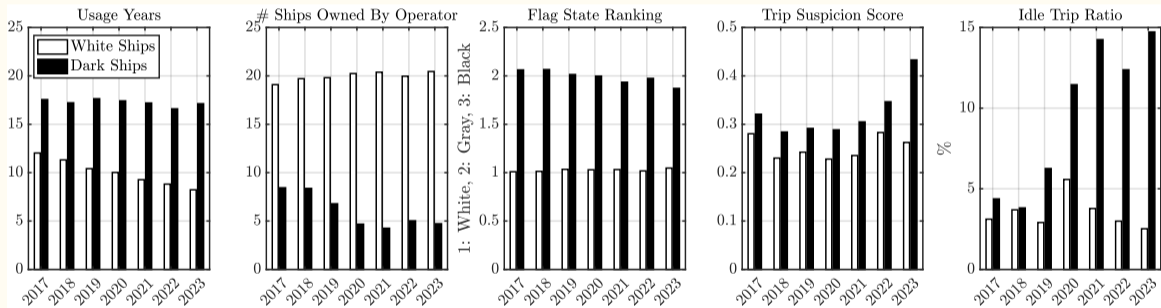 Usage Years
25
20
15
10
5
0
White Ships
Dark Ships
2017 2018 2019 2020 2021 2022 2023
# Ships Owned By Operator
25
20
15
10
5
0
2017 2018 2019 2020 2021 2022 2023
Flag State Ranking
1: White, 2: Gray, 3: Black
2.5
2
1.5
1
0.5
0
2017 2018 2019 2020 2021 2022 2023
Trip Suspicion Score
0.5
0.4
0.3
0.2
0.1
0
2017 2018 2019 2020 2021 2022 2023
Idle Trip Ratio
%
15
10
5
0
2017 2018 2019 2020 2021 2022 2023